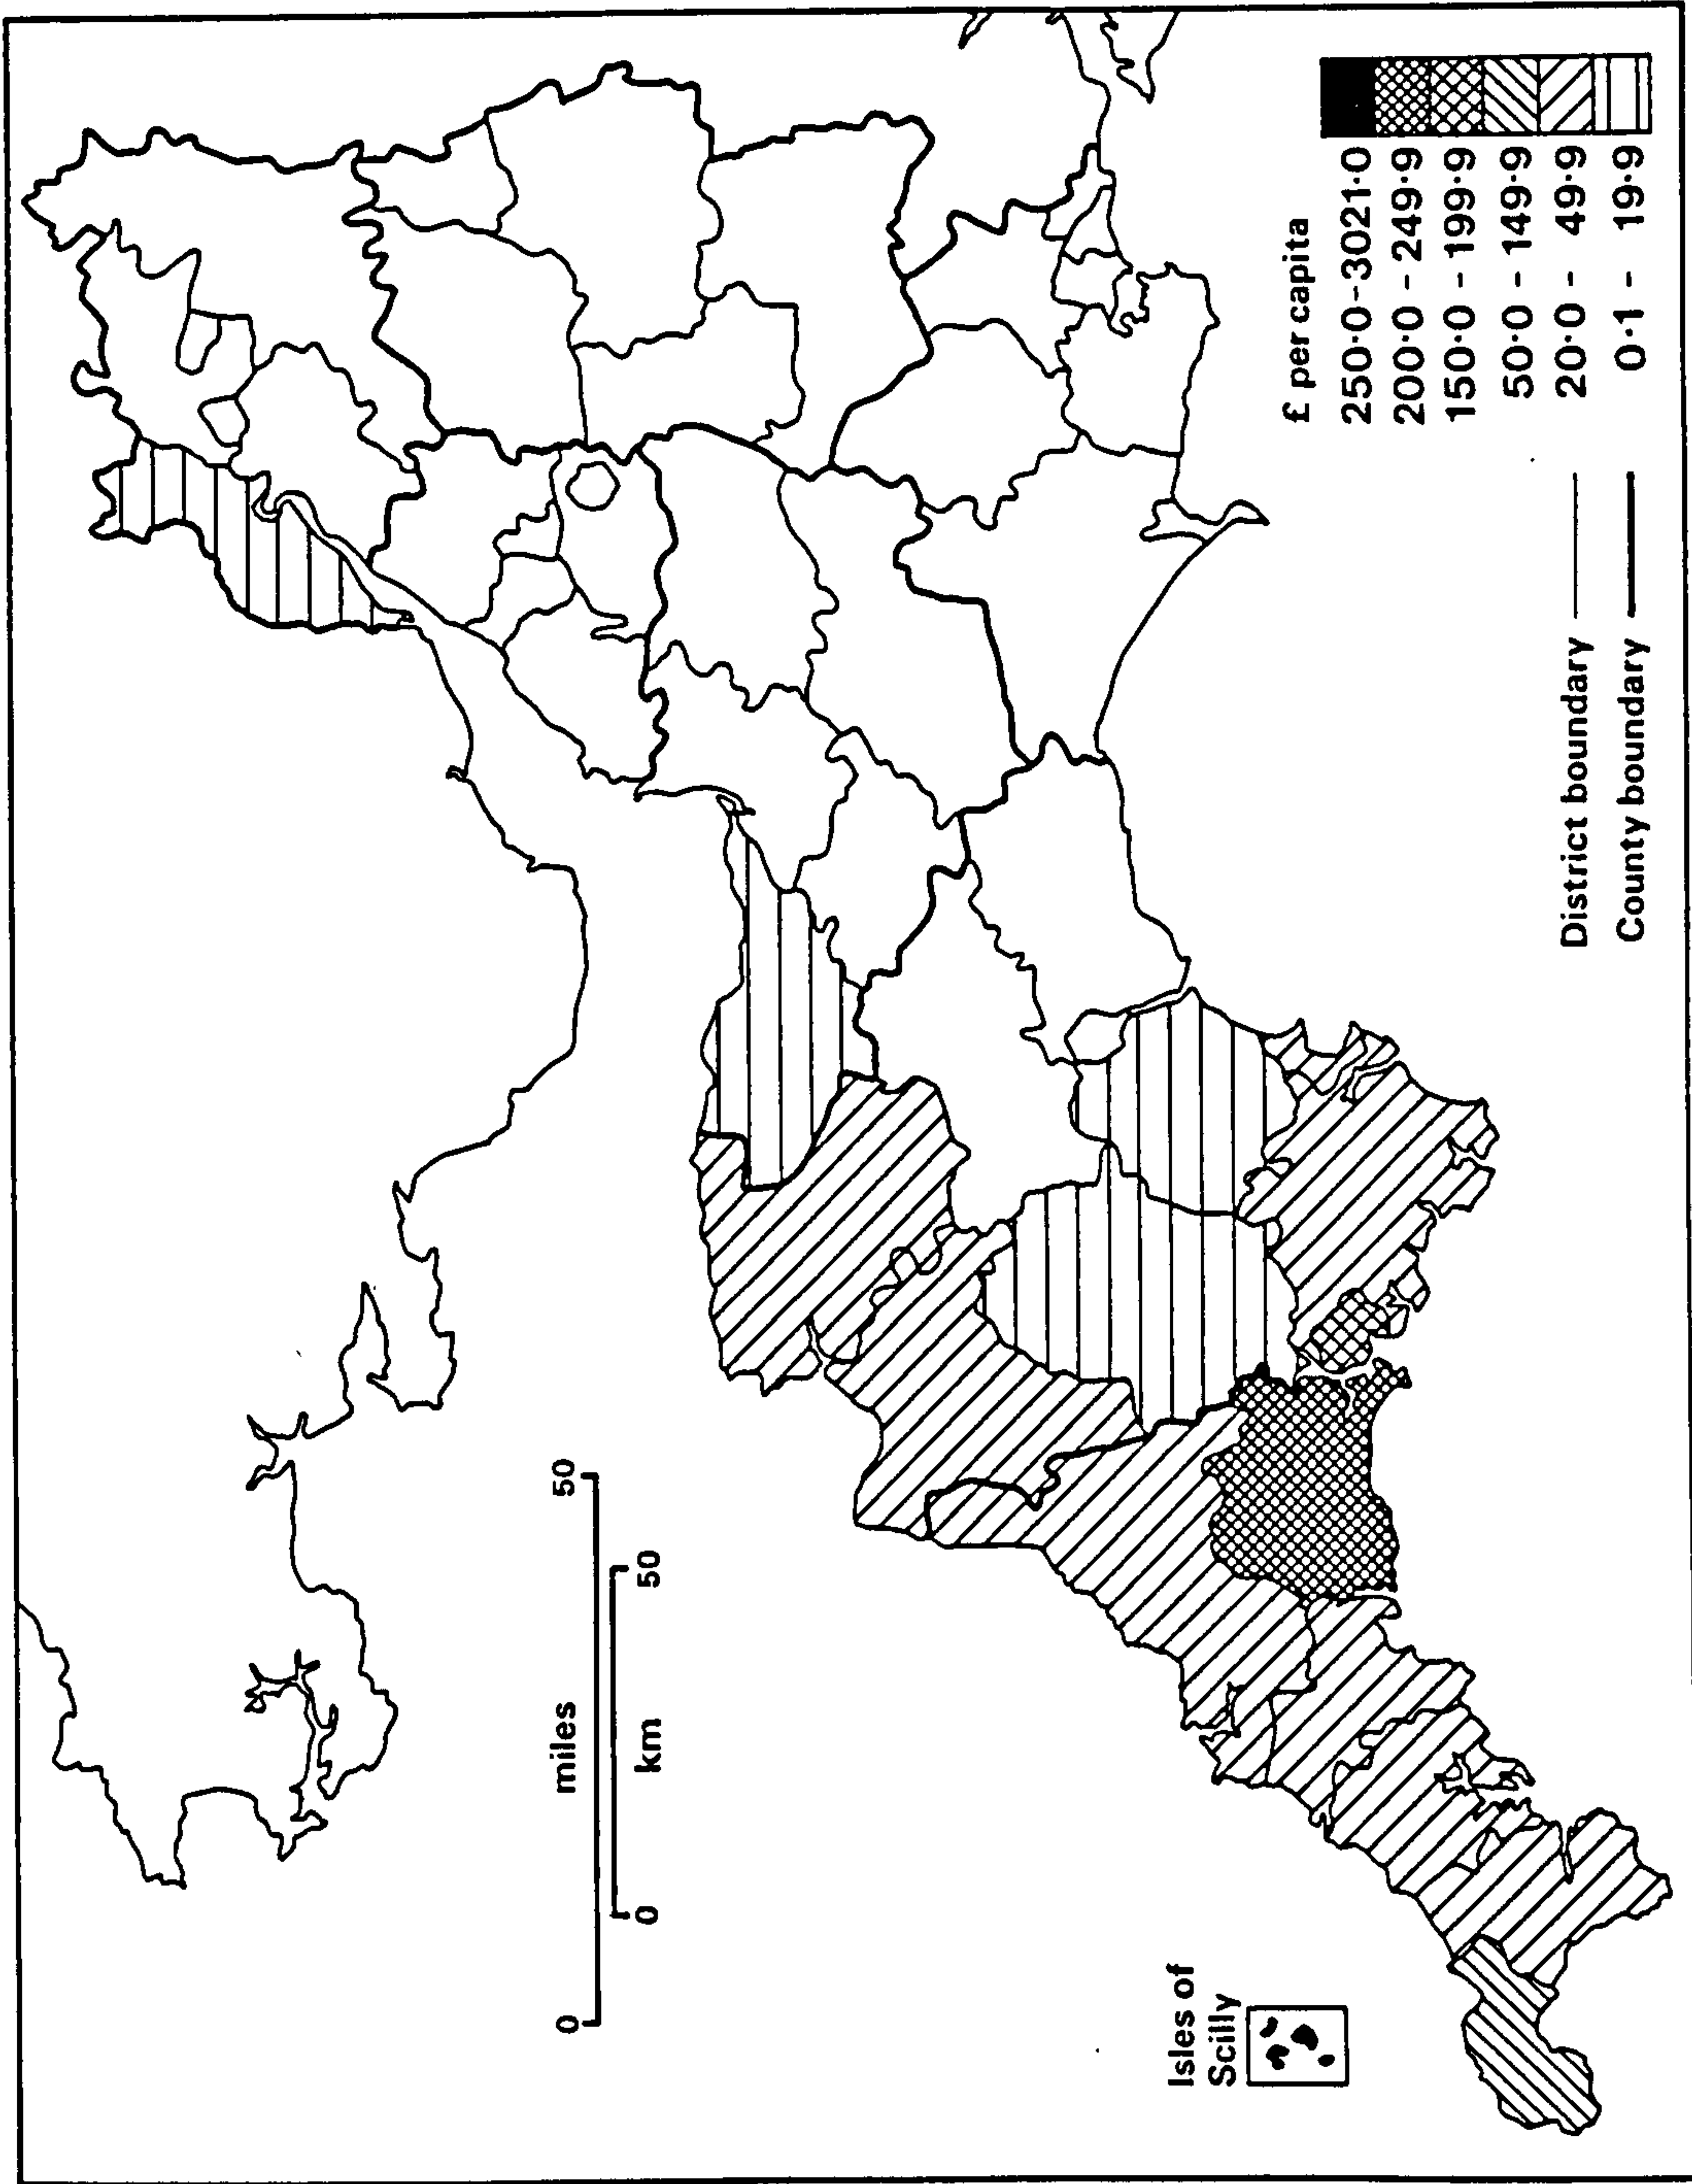 miles
0 50
0 50
km
Isles of
Scilly
£ per capita
250·0-3021·0
200·0 - 249·9
150·0 - 199·9
50·0 - 149·9
20·0 - 49·9
0·1 - 19·9
District boundary
County boundary